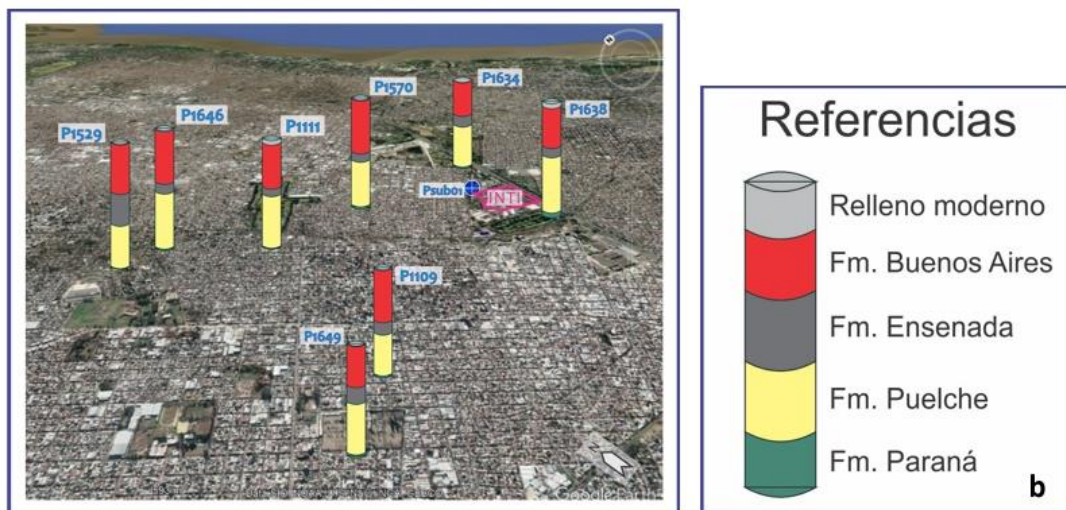 P1634
P1570
P1638
P1646
P1529
P1111
Psub01
INTI
P1109
P1649
N
Google Earth
Referencias
Relleno moderno
Fm. Buenos Aires
Fm. Ensenada
Fm. Puelche
Fm. Paraná
b